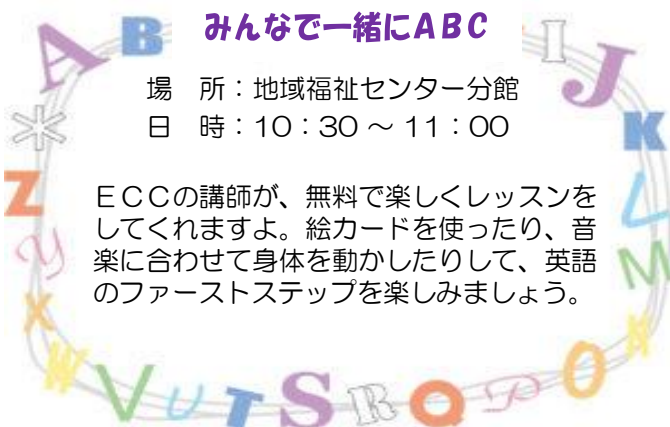 みんなで一緒にABC
場　所：地域福祉センター分館
日　時：10：30～11：00
ＥＣＣの講師が、無料で楽しくレッスンを
してくれますよ。絵カードを使ったり、音
楽に合わせて身体を動かしたりして、英語
のファーストステップを楽しみましょう。
A B I J K L M N O P Q R S T U V W X Y Z